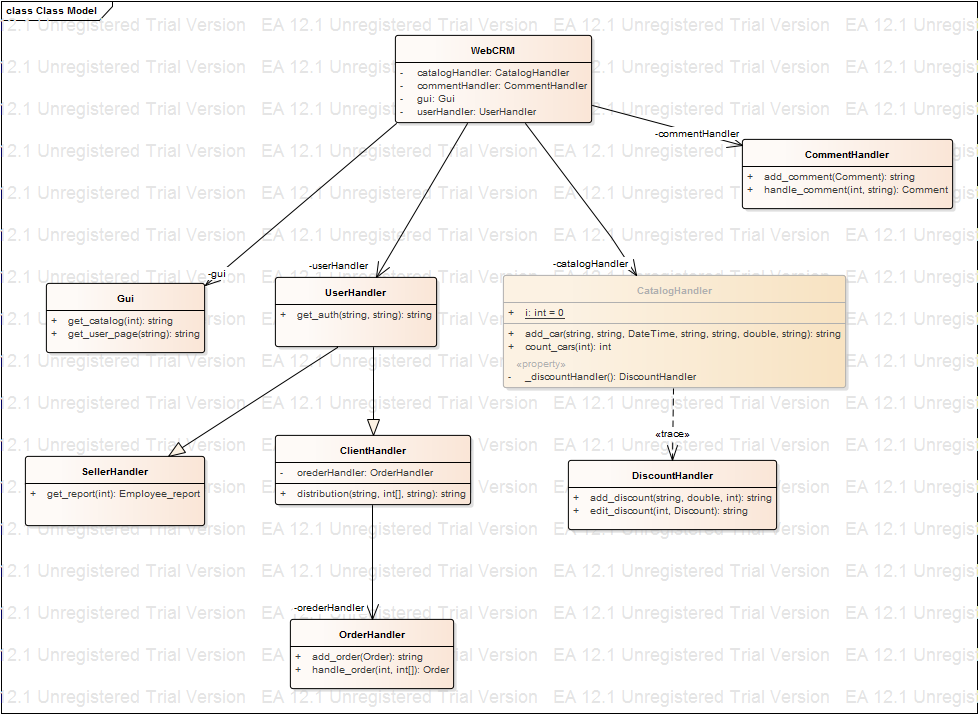 class Class Model
EA 12.1 Unregistered Trial Version
WebCRM
- catalogHandler: CatalogHandler
- commentHandler: CommentHandler
- gui: Gui
- userHandler: UserHandler
-commentHandler
CommentHandler
+ add_comment(Comment): string
+ handle_comment(int, string): Comment
-gui
-userHandler
-catalogHandler
Gui
+ get_catalog(int): string
+ get_user_page(string): string
UserHandler
+ get_auth(string, string): string
CatalogHandler
+ i: int = 0
+ add_car(string, string, DateTime, string, string, double, string): string
+ count_cars(int): int
«property»
- _discountHandler(): DiscountHandler
«trace»
SellerHandler
+ get_report(int): Employee_report
ClientHandler
- orederHandler: OrderHandler
+ distribution(string, int[], string): string
DiscountHandler
+ add_discount(string, double, int): string
+ edit_discount(int, Discount): string
-orederHandler
OrderHandler
+ add_order(Order): string
+ handle_order(int, int[]): Order